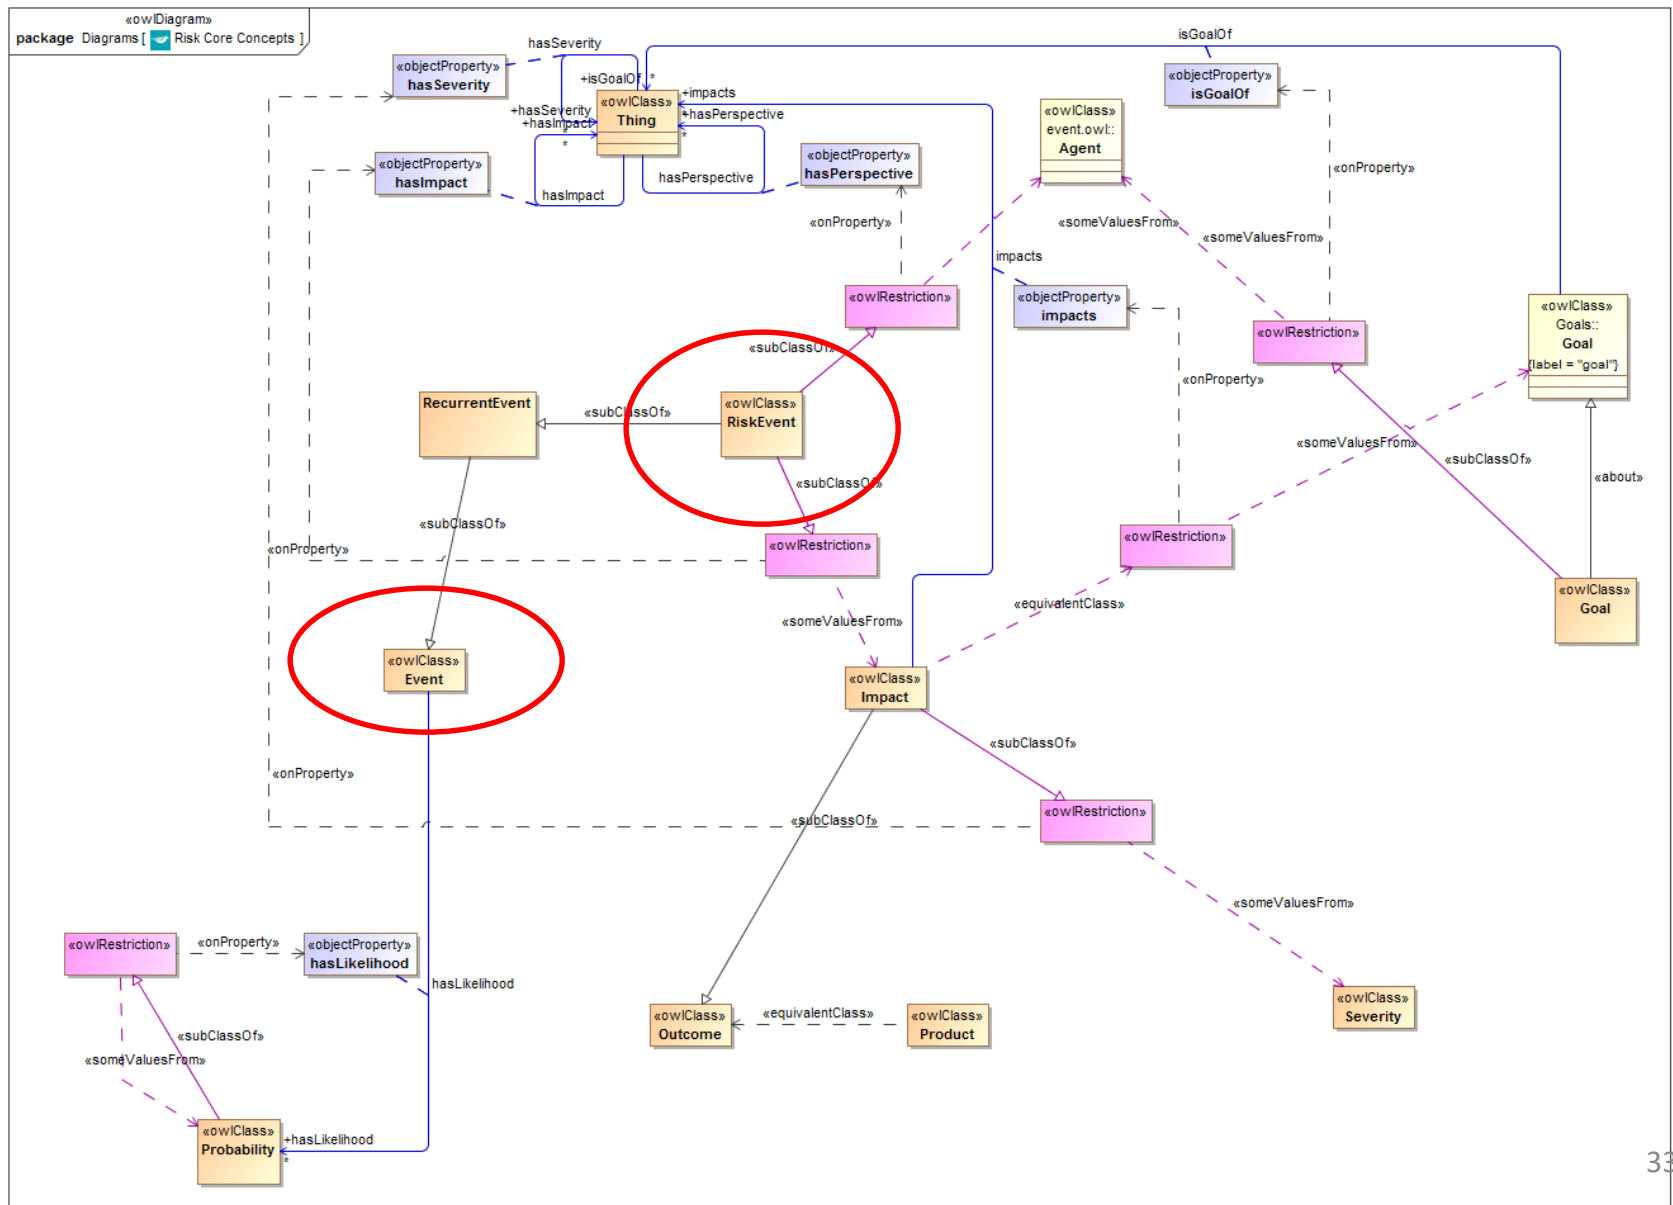 «owlDiagram»
package Diagrams [ Risk Core Concepts ]
hasSeverity
isGoalOf
«objectProperty»
hasSeverity
+isGoalOf
*
«objectProperty»
isGoalOf
+impacts
«owlClass»
Thing
+hasSeverity
+hasImpact
*
*
+hasPerspective
*
«owlClass»
event.owl::
Agent
«objectProperty»
hasImpact
«objectProperty»
hasPerspective
«onProperty»
hasPerspective
hasImpact
«onProperty»
«someValuesFrom»
«someValuesFrom»
impacts
«owlRestriction»
«objectProperty»
impacts
«owlClass»
Goals::
Goal
{label = "goal"}
«owlRestriction»
«subClassOf»
«onProperty»
RecurrentEvent
«subClassOf»
«owlClass»
RiskEvent
«someValuesFrom»
«subClassOf»
«subClassOf»
«about»
«subClassOf»
«owlRestriction»
«owlRestriction»
«onProperty»
«owlClass»
Goal
«equivalentClass»
«someValuesFrom»
«owlClass»
Event
«owlClass»
Impact
«subClassOf»
«onProperty»
«subClassOf»
«owlRestriction»
«someValuesFrom»
«owlRestriction»
«onProperty»
«objectProperty»
hasLikelihood
hasLikelihood
«owlClass»
Outcome
«equivalentClass»
«owlClass»
Product
«owlClass»
Severity
«subClassOf»
«someValuesFrom»
«owlClass»
Probability
+hasLikelihood
*
33